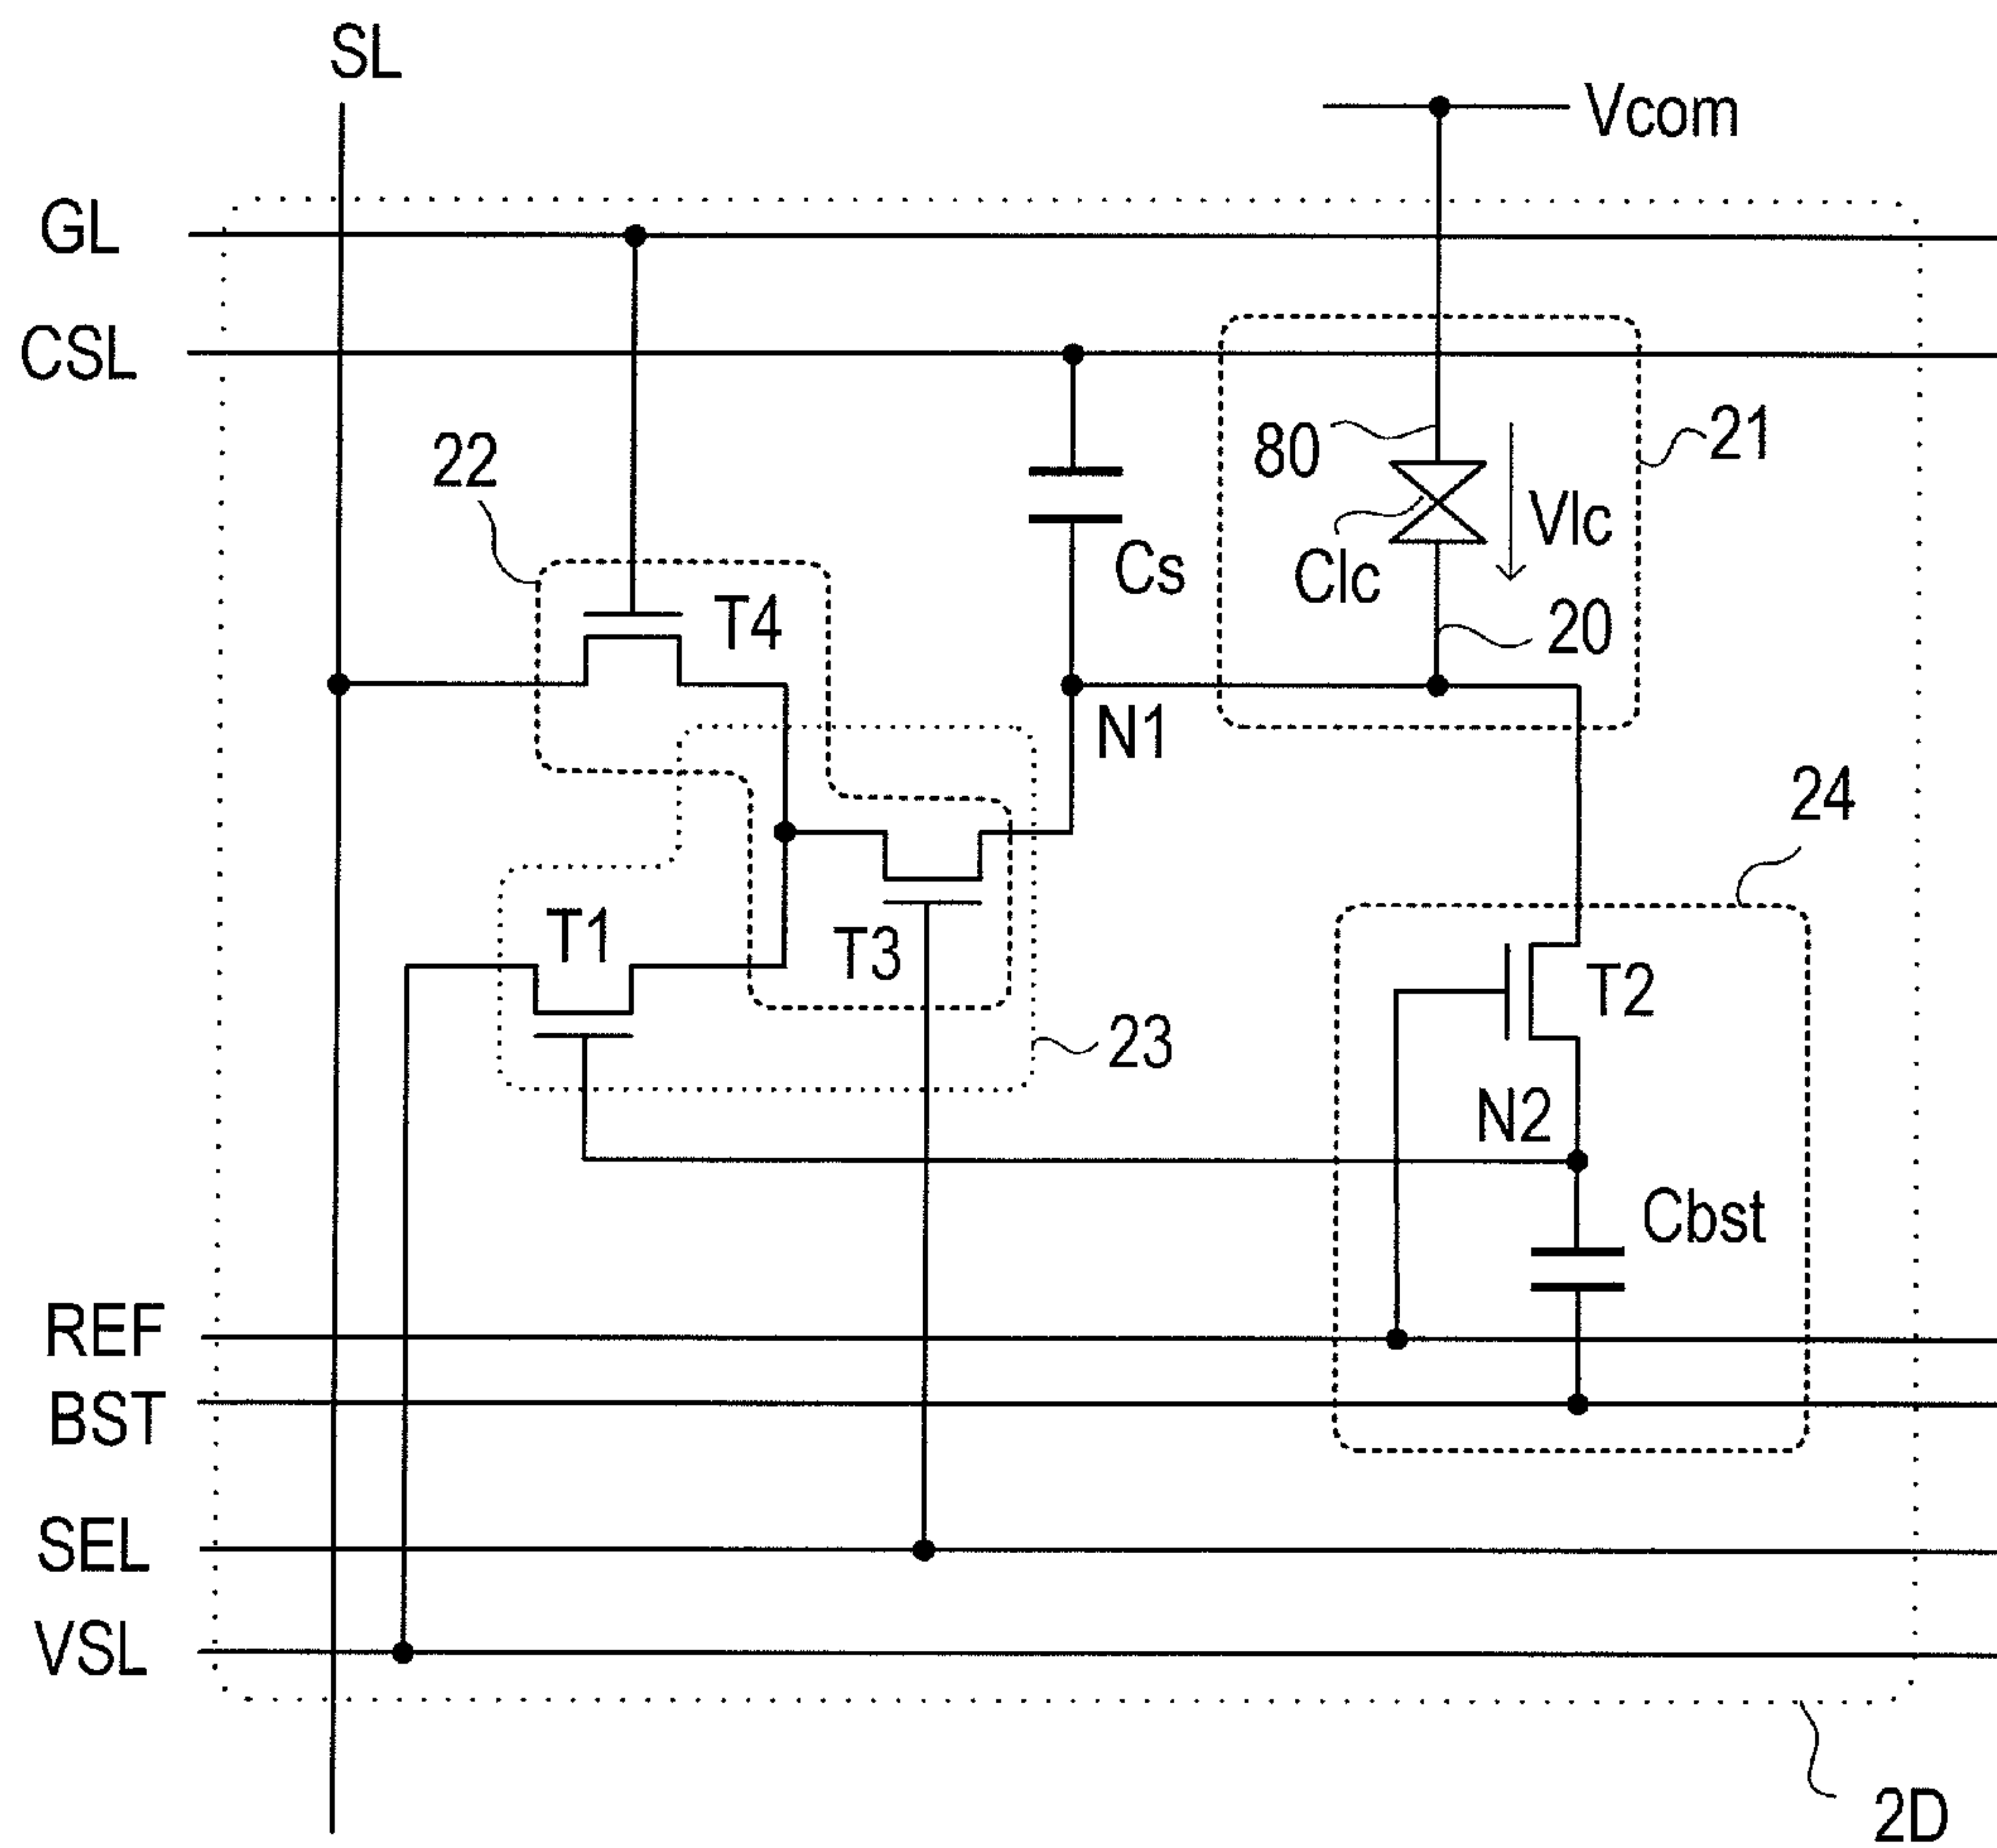 SL
Vcom
GL
CSL
22
80
21
Vlc
Clc
Cs
T4
20
N1
24
T1
T3
T2
23
N2
Cbst
REF
BST
SEL
VSL
2D